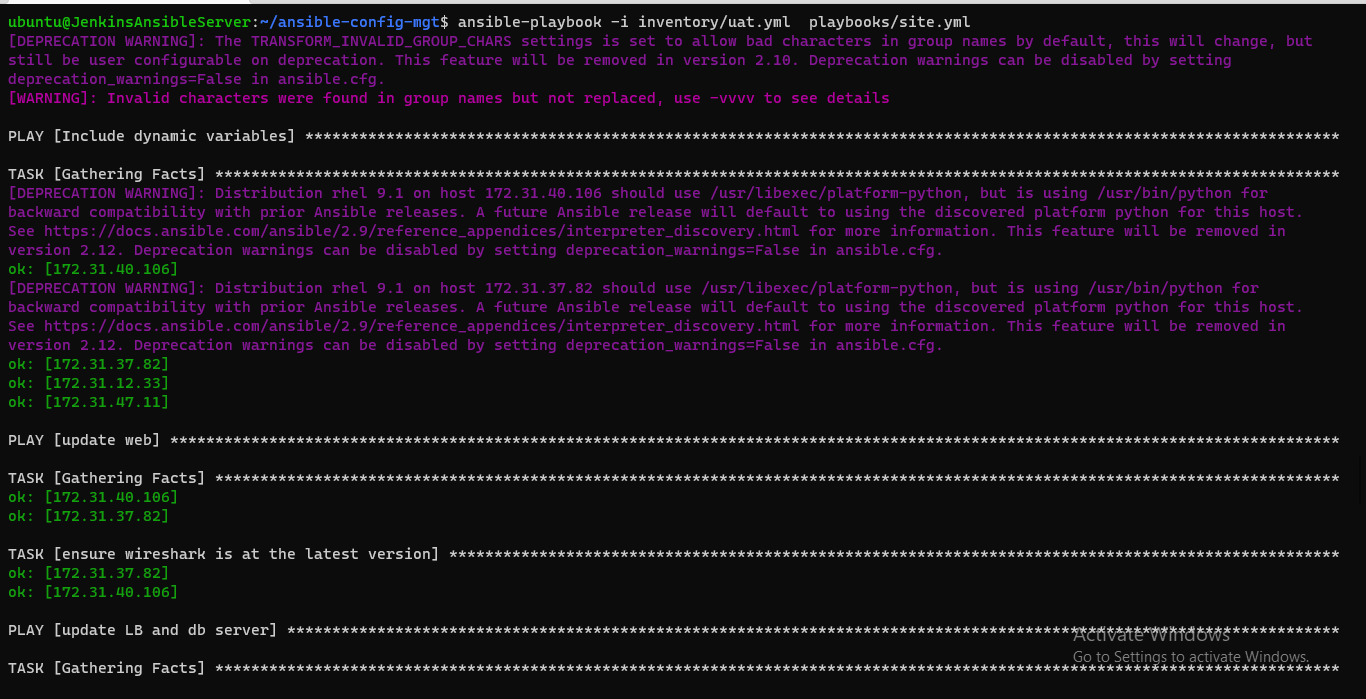 ubuntu@JenkinsAnsibleServer:~/ansible-config-mgt$ ansible-playbook -i inventory/uat.yml  playbooks/site.yml
[DEPRECATION WARNING]: The TRANSFORM_INVALID_GROUP_CHARS settings is set to allow bad characters in group names by default, this will change, but
still be user configurable on deprecation. This feature will be removed in version 2.10. Deprecation warnings can be disabled by setting
deprecation_warnings=False in ansible.cfg.
[WARNING]: Invalid characters were found in group names but not replaced, use -vvvv to see details
PLAY [Include dynamic variables] *******************************************************************************************************************
TASK [Gathering Facts] *****************************************************************************************************************************
[DEPRECATION WARNING]: Distribution rhel 9.1 on host 172.31.40.106 should use /usr/libexec/platform-python, but is using /usr/bin/python for
backward compatibility with prior Ansible releases. A future Ansible release will default to using the discovered platform python for this host.
See https://docs.ansible.com/ansible/2.9/reference_appendices/interpreter_discovery.html for more information. This feature will be removed in
version 2.12. Deprecation warnings can be disabled by setting deprecation_warnings=False in ansible.cfg.
ok: [172.31.40.106]
[DEPRECATION WARNING]: Distribution rhel 9.1 on host 172.31.37.82 should use /usr/libexec/platform-python, but is using /usr/bin/python for
backward compatibility with prior Ansible releases. A future Ansible release will default to using the discovered platform python for this host.
See https://docs.ansible.com/ansible/2.9/reference_appendices/interpreter_discovery.html for more information. This feature will be removed in
version 2.12. Deprecation warnings can be disabled by setting deprecation_warnings=False in ansible.cfg.
ok: [172.31.37.82]
ok: [172.31.12.33]
ok: [172.31.47.11]
PLAY [update web] **********************************************************************************************************************************
TASK [Gathering Facts] *****************************************************************************************************************************
ok: [172.31.40.106]
ok: [172.31.37.82]
TASK [ensure wireshark is at the latest version] ***************************************************************************************************
ok: [172.31.37.82]
ok: [172.31.40.106]
PLAY [update LB and db server] *********************************************************************************************************************
Activate Windows
Go to Settings to activate Windows.
TASK [Gathering Facts] *****************************************************************************************************************************